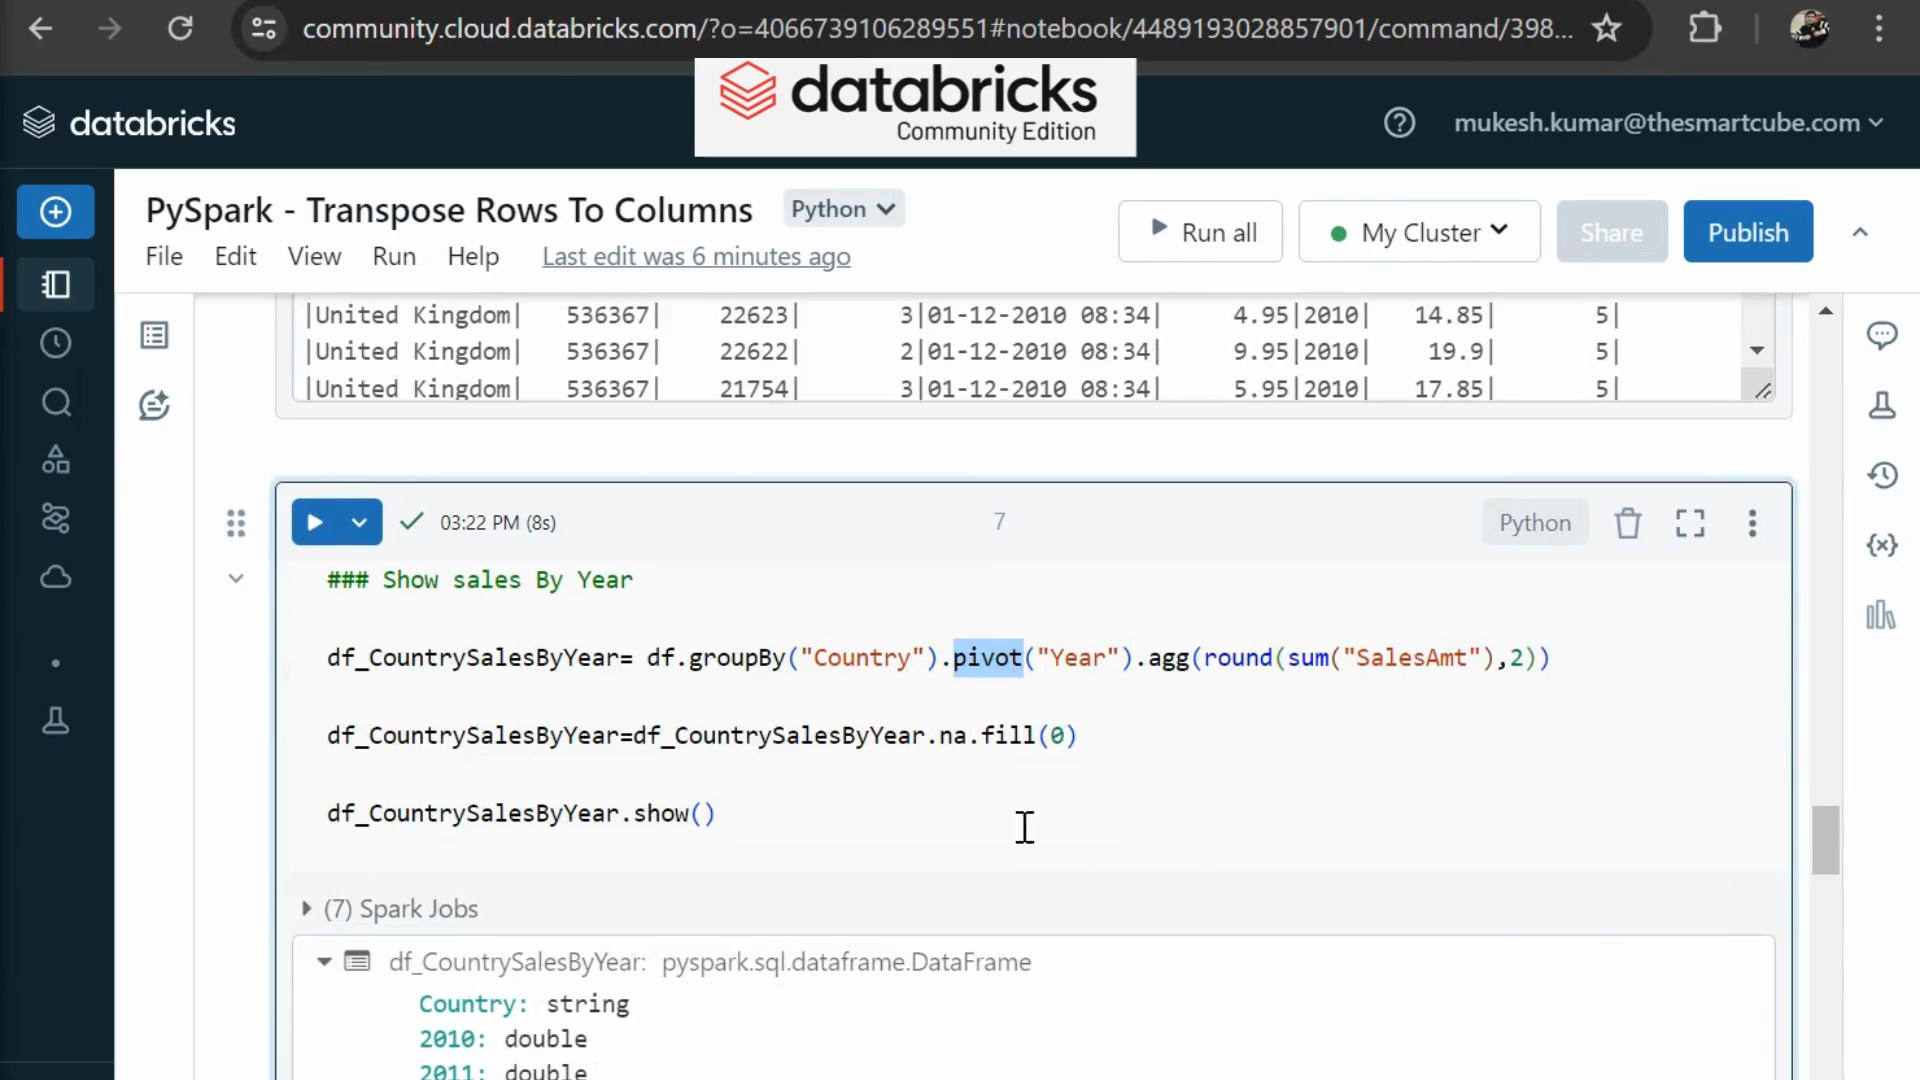 community.cloud.databricks.com/?o=4066739106289551#notebook/4489193028857901/command/398...
databricks
Community Edition
databricks
mukesh.kumar@thesmartcube.com
PySpark - Transpose Rows To Columns
Python
File Edit View Run Help Last edit was 6 minutes ago
Run all
My Cluster
Share
Publish
|United Kingdom| 536367| 22623| 3|01-12-2010 08:34| 4.95|2010| 14.85| 5|
|United Kingdom| 536367| 22622| 2|01-12-2010 08:34| 9.95|2010| 19.9| 5|
|United Kingdom| 536367| 21754| 3|01-12-2010 08:34| 5.95|2010| 17.85| 5|
03:22 PM (8s)
7
Python
### Show sales By Year
df_CountrySalesByYear= df.groupBy("Country").pivot("Year").agg(round(sum("SalesAmt"),2))
df_CountrySalesByYear=df_CountrySalesByYear.na.fill(0)
df_CountrySalesByYear.show()
(7) Spark Jobs
df_CountrySalesByYear: pyspark.sql.dataframe.DataFrame
Country: string
2010: double
2011: double